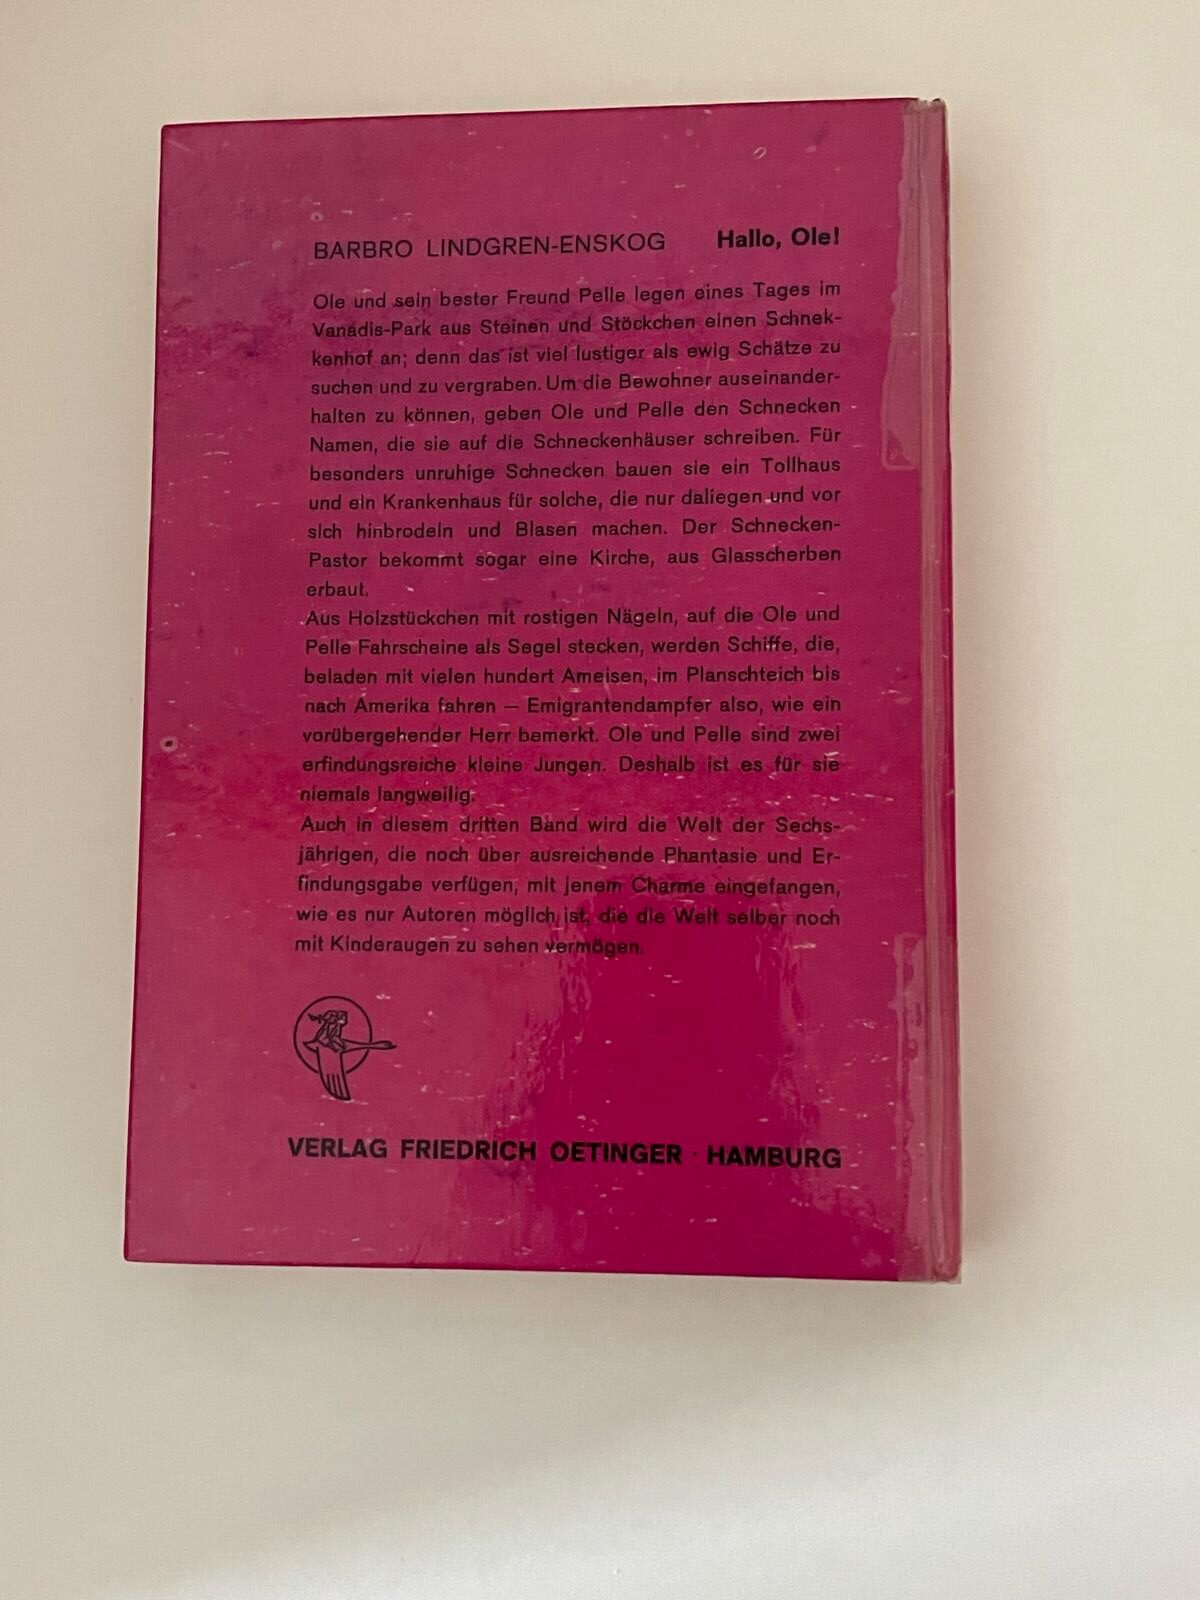 BARBRO LINDGREN-ENSKOG Hallo, Ole!
Ole und sein bester Freund Pelle legen eines Tages im
Vanadis-Park aus Steinen und Stöckchen einen Schnek-
kenhof an; denn das ist viel lustiger als ewig Schätze zu
suchen und zu vergraben. Um die Bewohner auseinander-
halten zu können, geben Ole und Pelle den Schnecken
Namen, die sie auf die Schneckenhäuser schreiben. Für
besonders unruhige Schnecken bauen sie ein Tollhaus
und ein Krankenhaus für solche, die nur daliegen und vor
sich hinbrodeln und Blasen machen. Der Schnecken-
Pastor bekommt sogar eine Kirche, aus Glasscherben
erbaut.
Aus Holzstückchen mit rostigen Nägeln, auf die Ole und
Pelle Fahrscheine als Segel stecken, werden Schiffe, die,
beladen mit vielen hundert Ameisen, im Planschteich bis
nach Amerika fahren — Emigrantendampfer also, wie ein
vorübergehender Herr bemerkt. Ole und Pelle sind zwei
erfindungsreiche kleine Jungen. Deshalb ist es für sie
niemals langweilig.
Auch in diesem dritten Band wird die Welt der Sechs-
jährigen, die noch über ausreichende Phantasie und Er-
findungsgabe verfügen, mit jenem Charme eingefangen,
wie es nur Autoren möglich ist, die die Welt selber noch
mit Kinderaugen zu sehen vermögen.
VERLAG FRIEDRICH OETINGER · HAMBURG